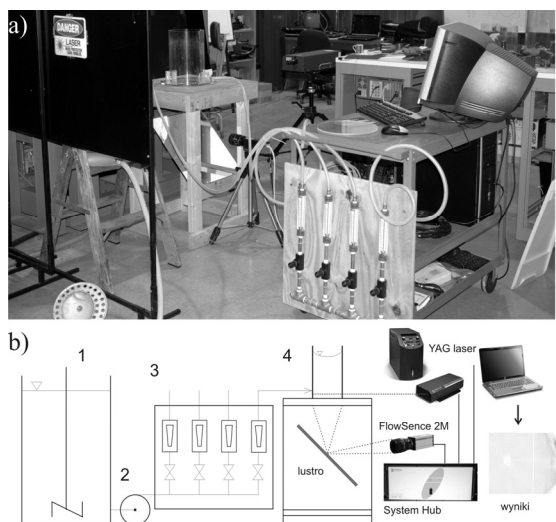 a)
DANGER
LASER
b)
1
2
3
4
YAG laser
FlowSence 2M
lustro
System Hub
wyniki